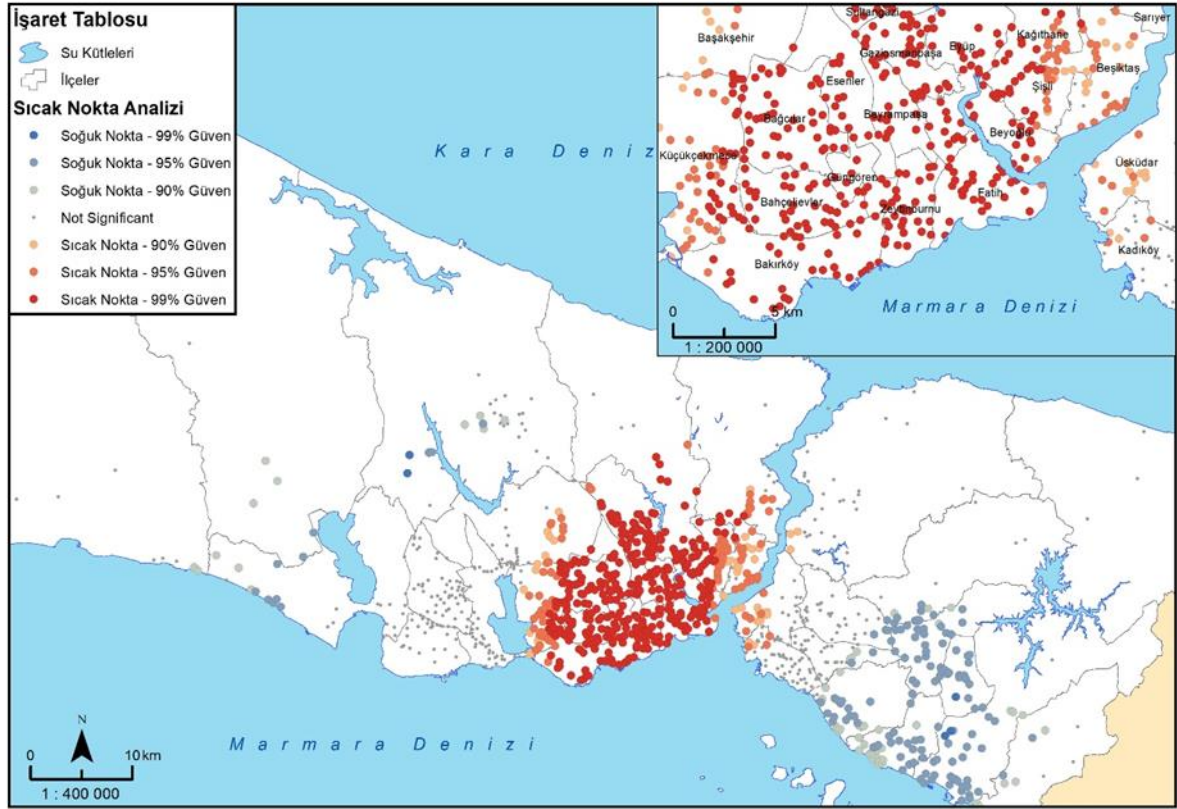 İşaret Tablosu
Su Kütleleri
İlçeler
Sıcak Nokta Analizi
Soğuk Nokta - 99% Güven
Soğuk Nokta - 95% Güven
Soğuk Nokta - 90% Güven
Not Significant
Sıcak Nokta - 90% Güven
Sıcak Nokta - 95% Güven
Sıcak Nokta - 99% Güven
Kara Deniz
Sultangazi
Sarıyer
Başakşehir
Kağıthane
Gaziosmanpaşa
Eyüp
Beşiktaş
Esenler
Şişli
Bağcılar
Bayrampaşa
Beyoğlu
Küçükçekmece
Üsküdar
Güngören
Fatih
Bahçelievler
Zeytinburnu
Kadıköy
Bakırköy
Marmara Denizi
0 5 km
1 : 200 000
Marmara Denizi
N
0 10 km
1 : 400 000